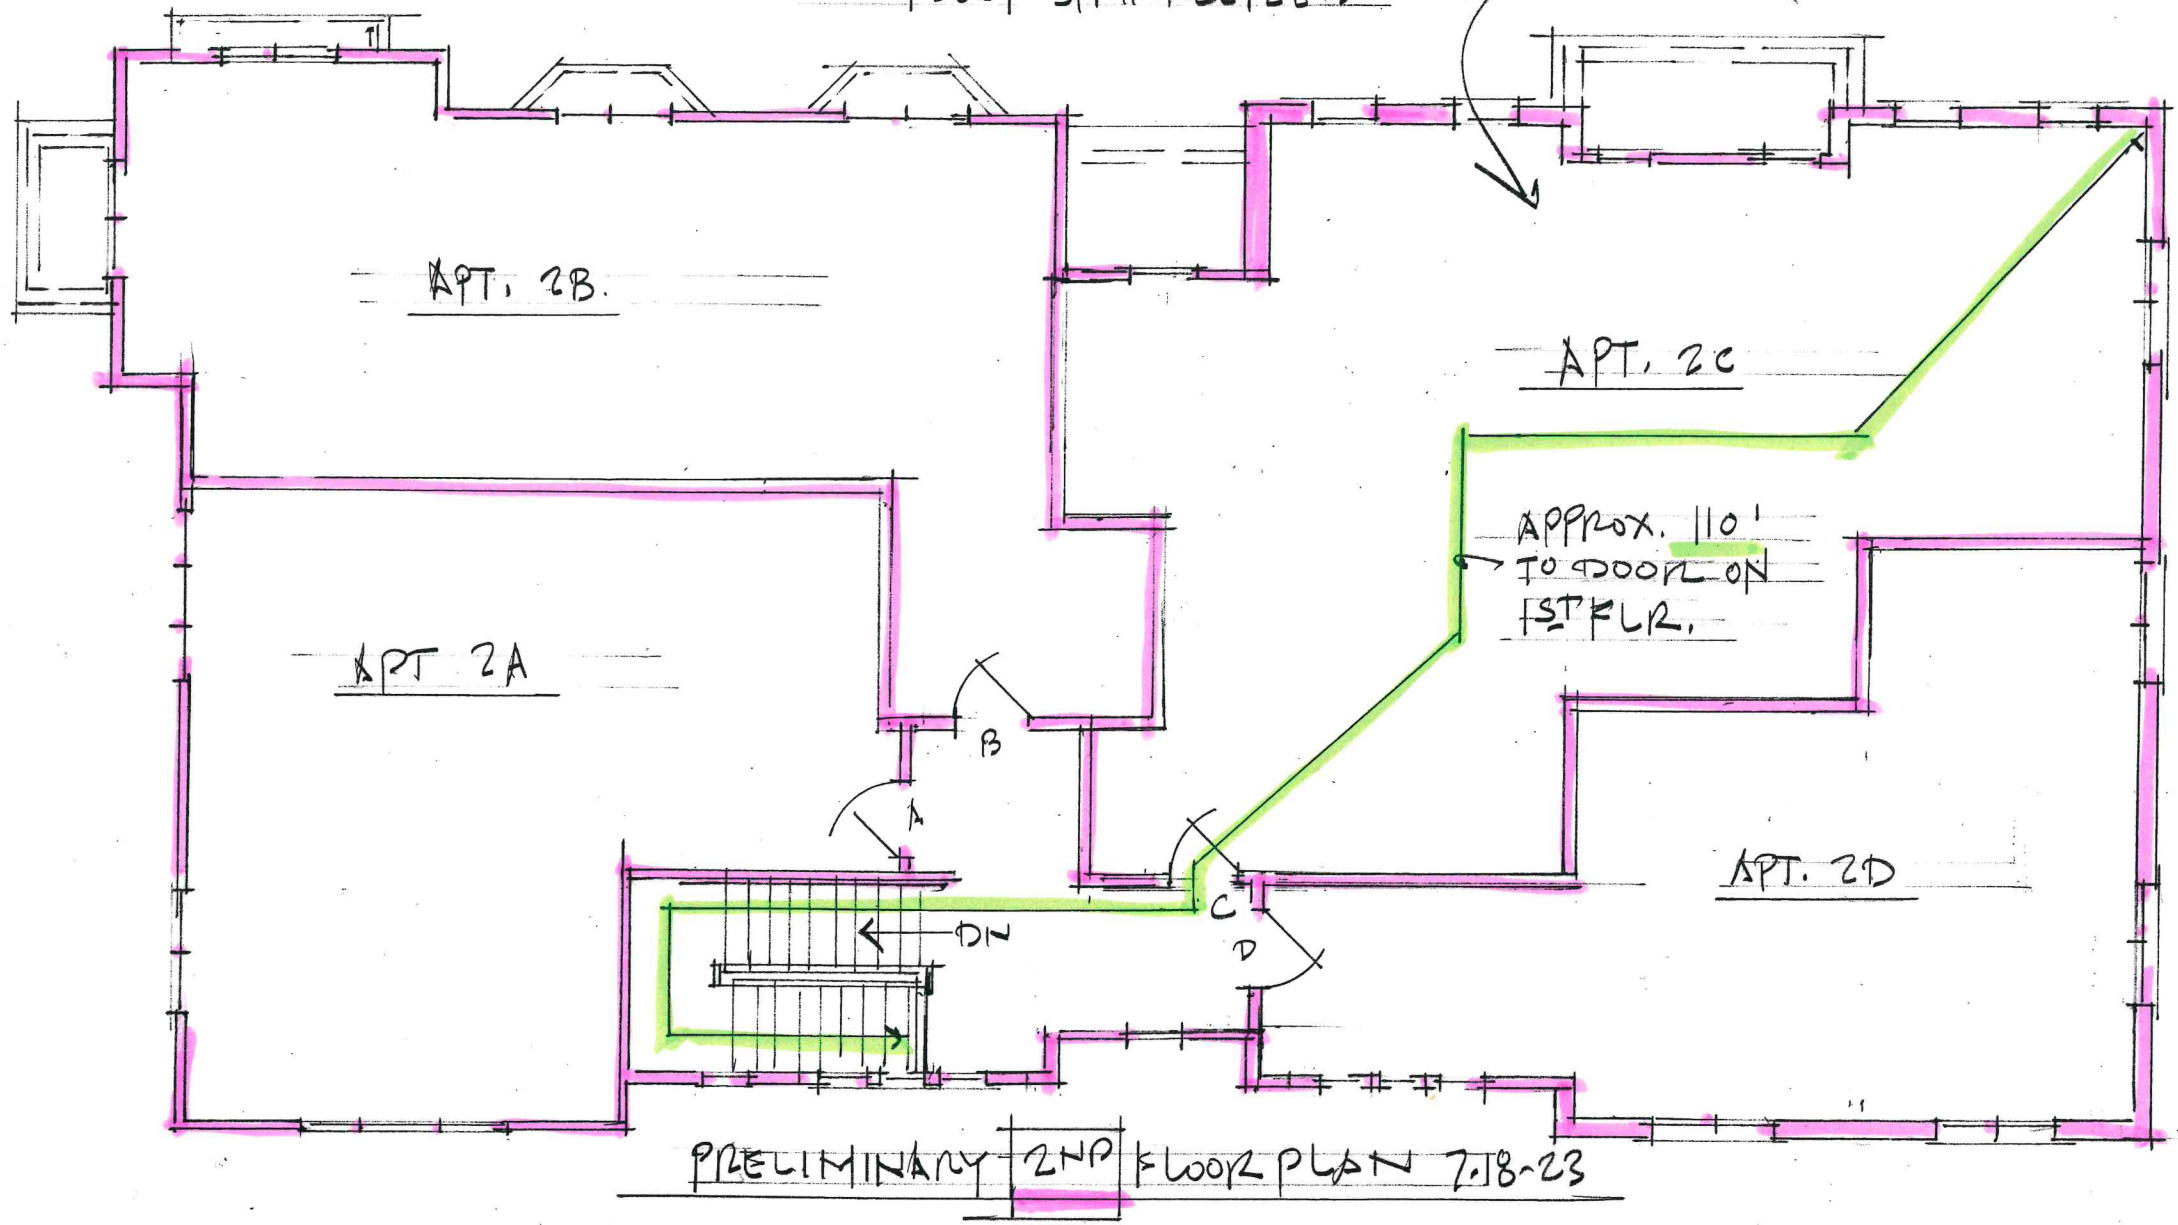 APT. 2B.
APT. 2C
APPROX. 110'
TO DOOR ON
1ST FLR.
APT 2A
B
A
APT. 2D
C
DN
D
PRELIMINARY 2ND FLOOR PLAN 7-18-23